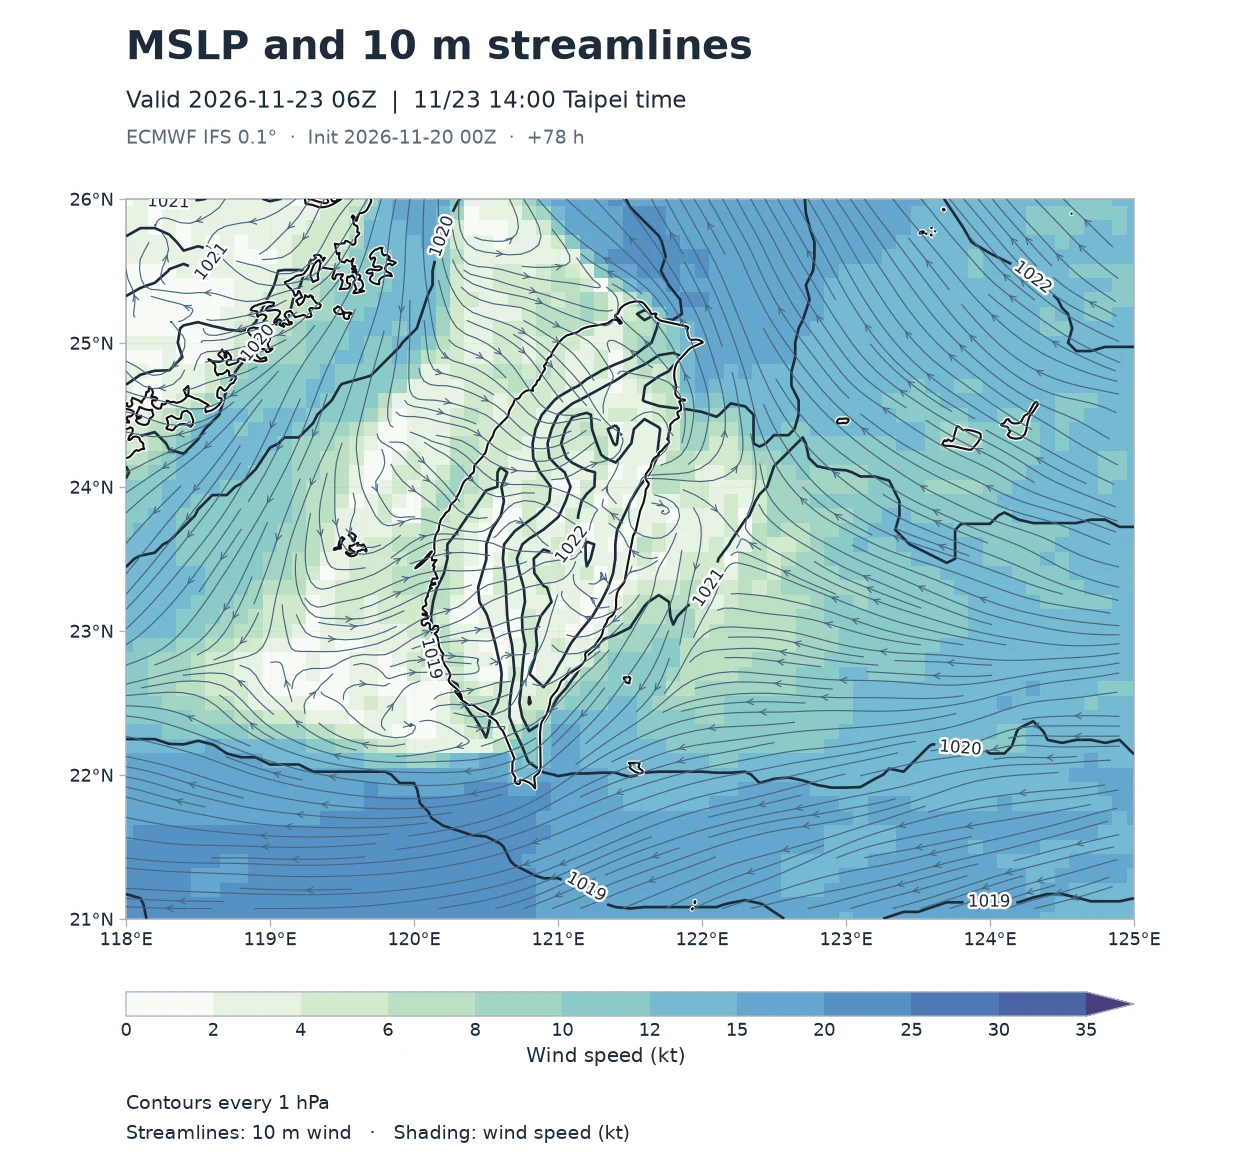 MSLP and 10 m streamlines
Valid 2026-11-23 06Z | 11/23 14:00 Taipei time
ECMWF IFS 0.1° · Init 2026-11-20 00Z · +78 h
26°N
1021
1020
1021
1022
25°N
1020
24°N
1022
1021
23°N
1019
1020
22°N
1019
1019
21°N
118°E 119°E 120°E 121°E 122°E 123°E 124°E 125°E
0 2 4 6 8 10 12 15 20 25 30 35
Wind speed (kt)
Contours every 1 hPa
Streamlines: 10 m wind · Shading: wind speed (kt)